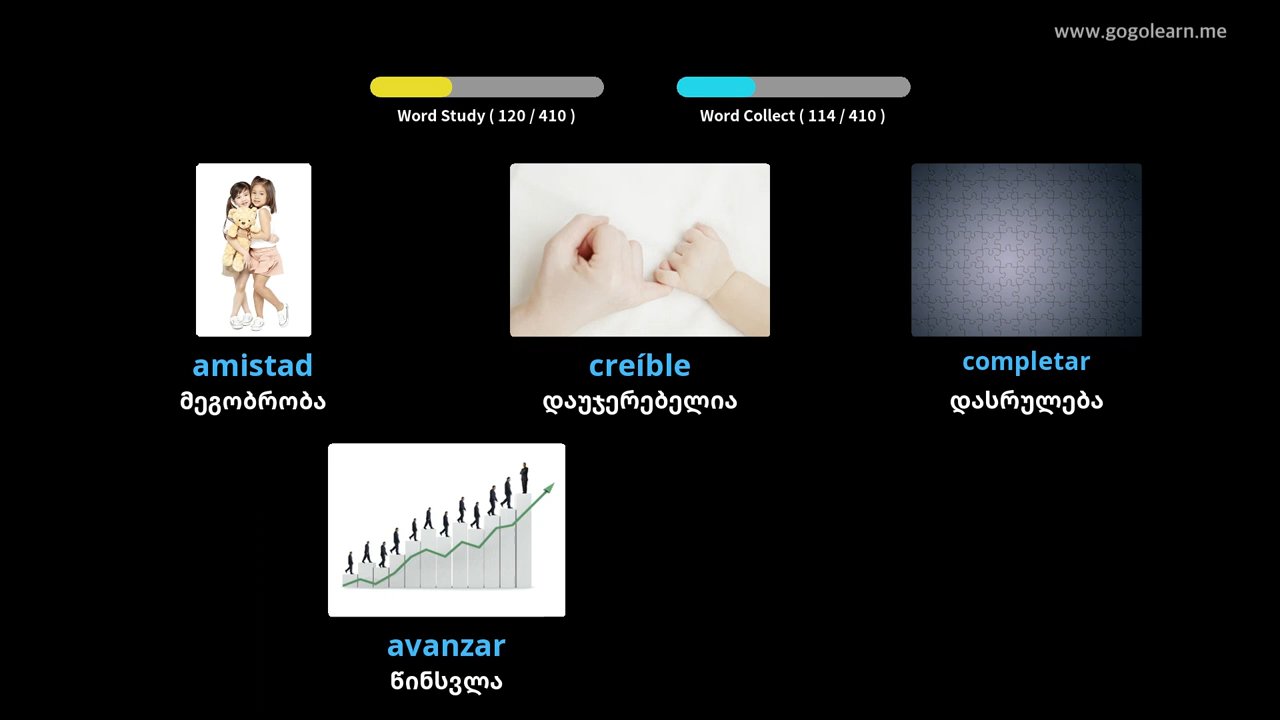 www.gogolearn.me
Word Study ( 120 / 410 )
Word Collect ( 114 / 410 )
amistad
მეგობრობა
creíble
დაუჯერებელია
completar
დასრულება
avanzar
წინსვლა